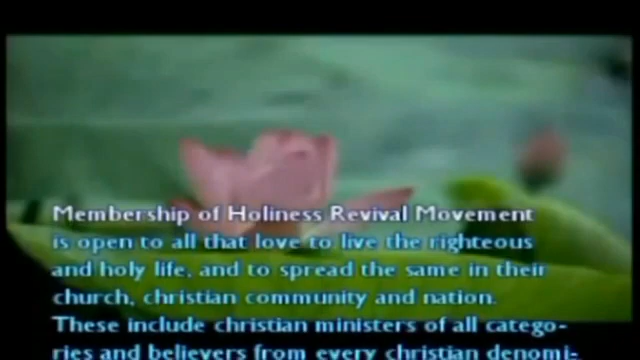 Membership of Holiness Revival Movement
is open to all that love to live the righteous
and holy life, and to spread the same in their
church, christian community and nation.
These include christian ministers of all catego-
ries and believers from every christian denomi-